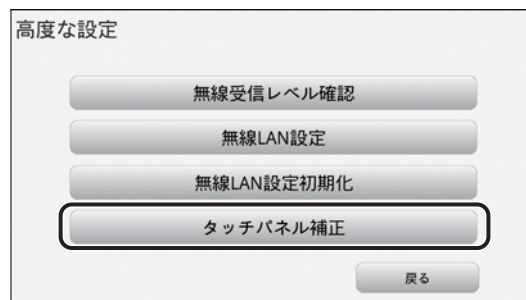 高度な設定
無線受信レベル確認
無線LAN設定
無線LAN設定初期化
タッチパネル補正
戻る